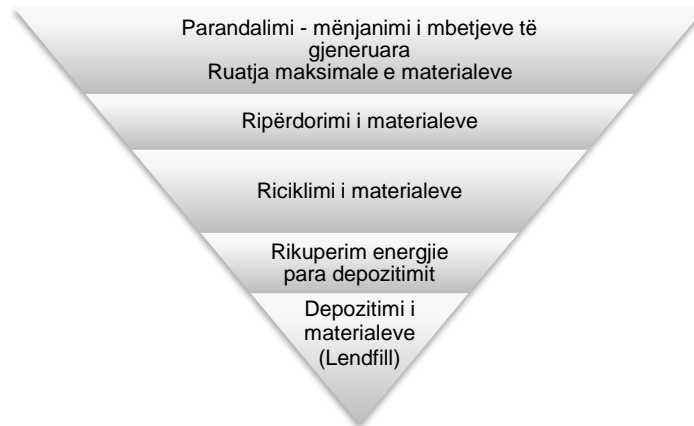 Parandalimi - mënjanimi i mbetjeve të
gjeneruara
Ruatja maksimale e materialeve
Ripërdorimi i materialeve
Riciklimi i materialeve
Rikuperim energjie
para depozitimit
Depozitimi i
materialeve
(Lendfill)